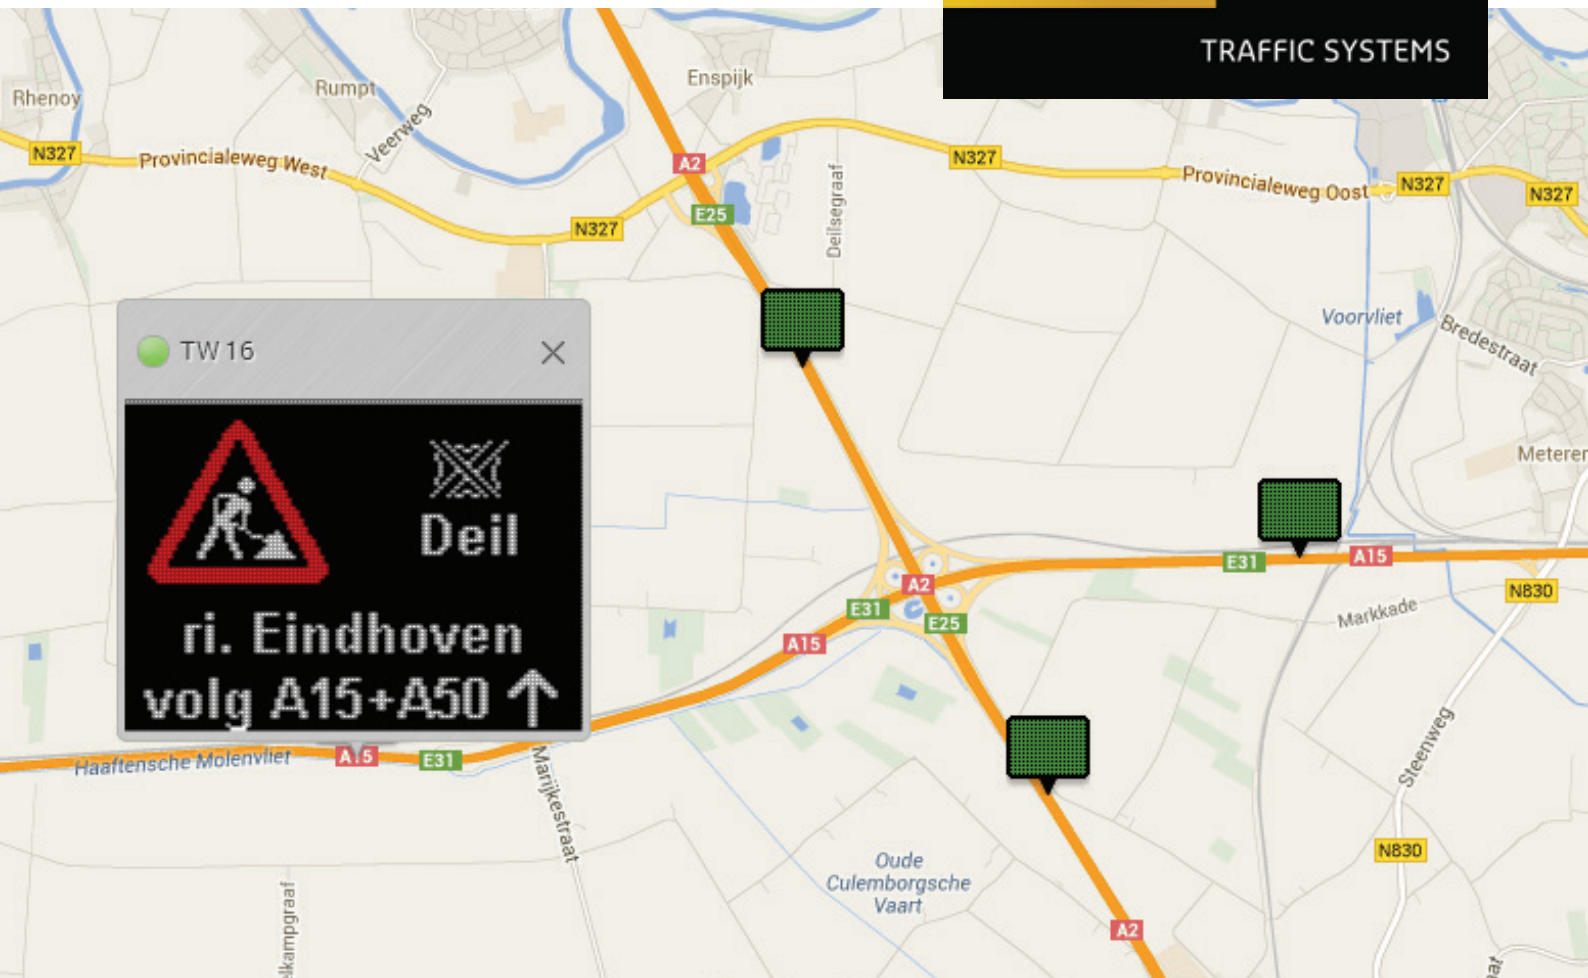 TRAFFIC SYSTEMS
Enspijk
Rumpt
Rhenoy
Veerweg
N327
Provincialeweg West
A2
N327
Provincialeweg Oost
N327
N327
E25
N327
Deilsegraaf
Voorvliet
Bredestraat
TW 16
Deil
ri. Eindhoven
volg A15+A50
Meteren
E31
A15
A2
N830
E31
E25
Markkade
A15
Haaftensche Molenvliet
A15
E31
Marijkestraat
Steenweg
N830
Oude
Culemborgsche
Vaart
A2